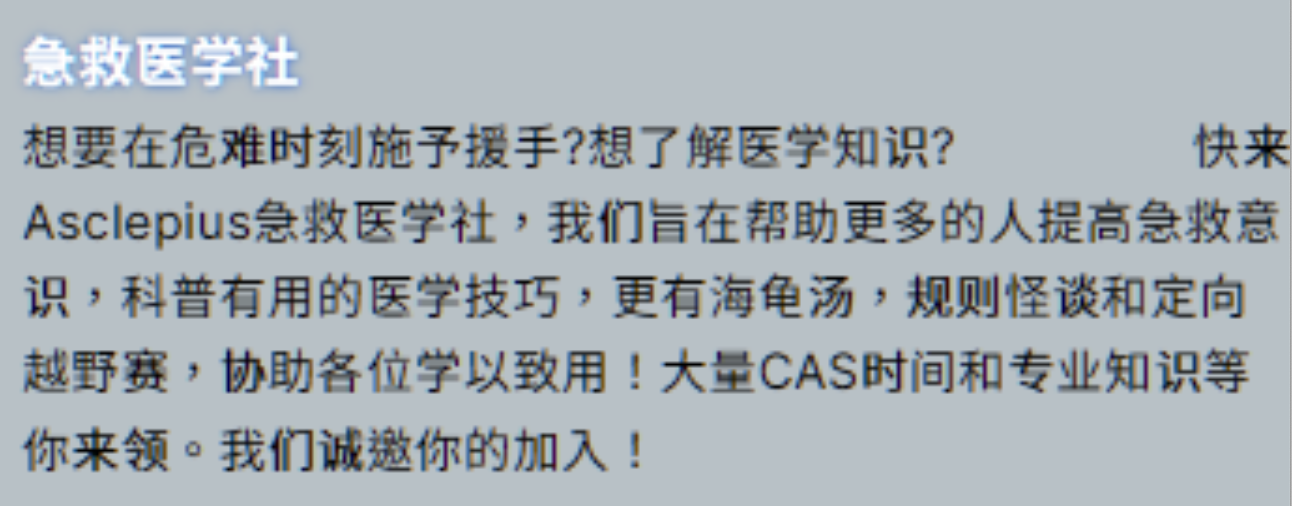 急救医学社
想要在危难时刻施予援手?想了解医学知识? 快来
Asclepius急救医学社，我们旨在帮助更多的人提高急救意
识，科普有用的医学技巧，更有海龟汤，规则怪谈和定向
越野赛，协助各位学以致用！大量CAS时间和专业知识等
你来领。我们诚邀你的加入！